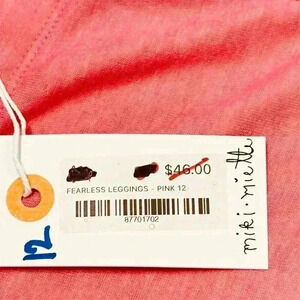 $46.00
FEARLESS LEGGINGS - PINK 12
87701702
12
miki·miette